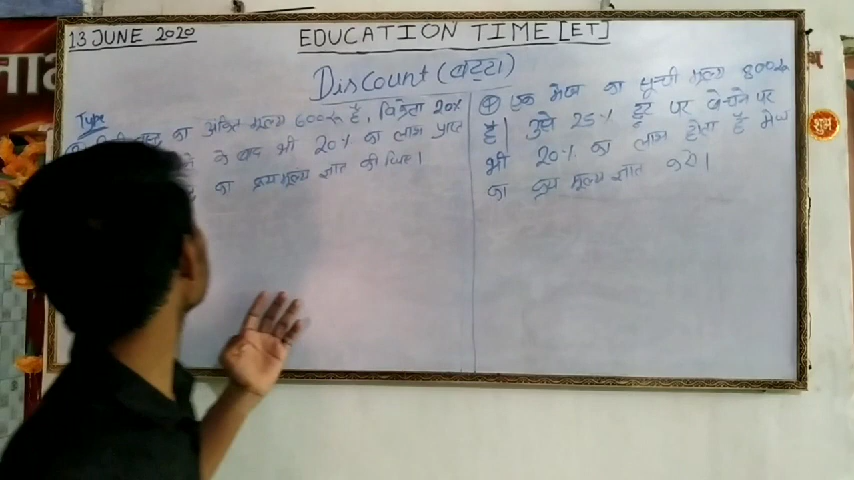 13 JUNE 2020
EDUCATION TIME [ET]
Discount (बट्टा)
Type
का अंकित मूल्य 600रू है, विक्रेता 20%
के बाद भी 20% का लाभ प्राप्त
का क्रय मूल्य ज्ञात कीजिए।
एक मेज का सूची मूल्य 800रू
है। उसे 25% छूट पर बेचने पर
भी 20% का लाभ होता है मेज
का क्रय मूल्य ज्ञात करो।
शुभ